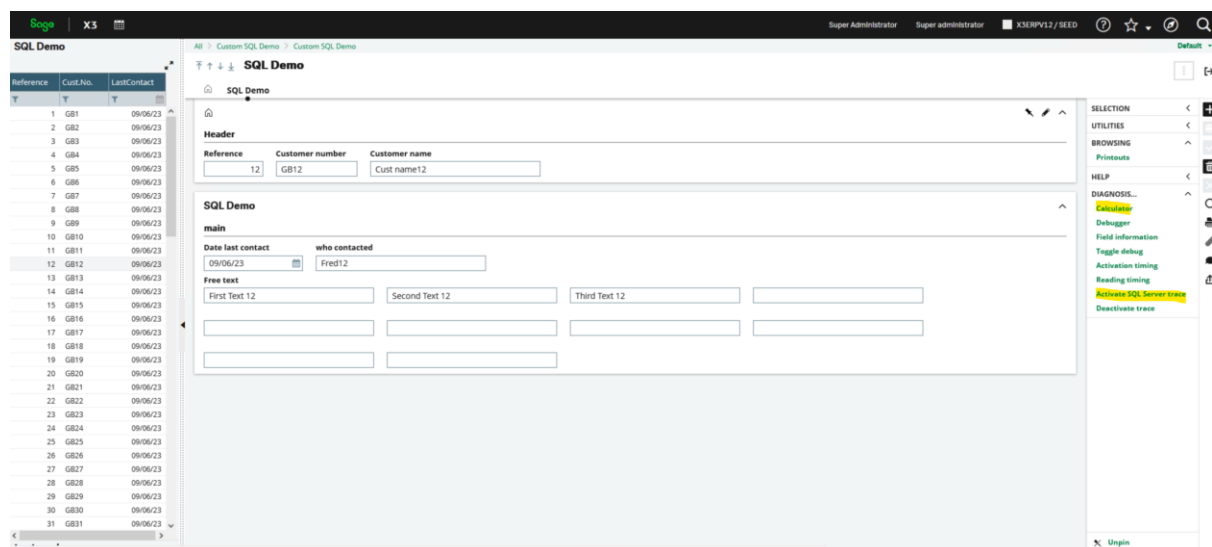 Sage X3 Super Administrator Super administrator X3ERPV12 / SEED
SQL Demo
All > Custom SQL Demo > Custom SQL Demo
Default
SQL Demo
SQL Demo
Reference Cust.No. LastContact
1 GB1 09/06/23
2 GB2 09/06/23
3 GB3 09/06/23
4 GB4 09/06/23
5 GB5 09/06/23
6 GB6 09/06/23
7 GB7 09/06/23
8 GB8 09/06/23
9 GB9 09/06/23
10 GB10 09/06/23
11 GB11 09/06/23
12 GB12 09/06/23
13 GB13 09/06/23
14 GB14 09/06/23
15 GB15 09/06/23
16 GB16 09/06/23
17 GB17 09/06/23
18 GB18 09/06/23
19 GB19 09/06/23
20 GB20 09/06/23
21 GB21 09/06/23
22 GB22 09/06/23
23 GB23 09/06/23
24 GB24 09/06/23
25 GB25 09/06/23
26 GB26 09/06/23
27 GB27 09/06/23
28 GB28 09/06/23
29 GB29 09/06/23
30 GB30 09/06/23
31 GB31 09/06/23
Header
Reference Customer number Customer name
12 GB12 Cust name12
SQL Demo
main
Date last contact who contacted
09/06/23 Fred12
Free text
First Text 12 Second Text 12 Third Text 12
SELECTION
UTILITIES
BROWSING
Printouts
HELP
DIAGNOSIS...
Calculator
Debugger
Field information
Toggle debug
Activation timing
Reading timing
Activate SQL Server trace
Deactivate trace
Unpin